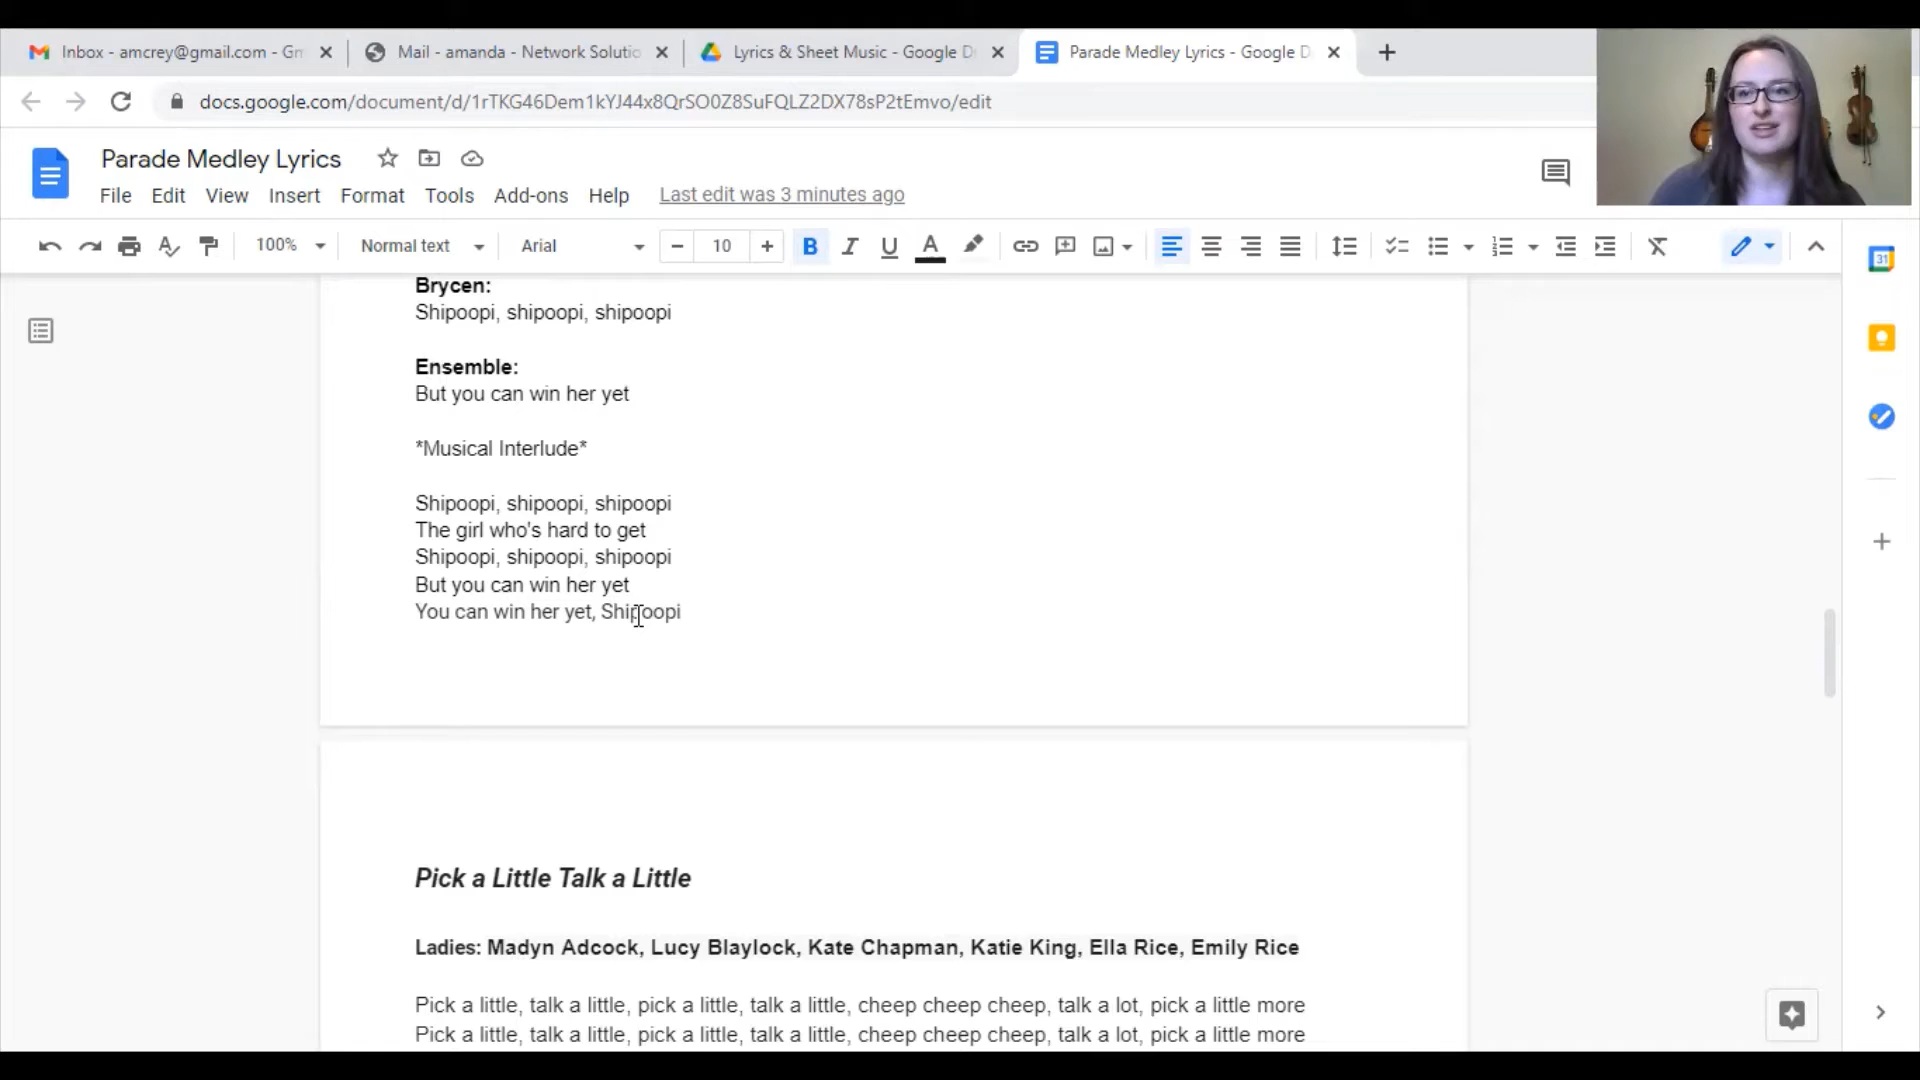 Inbox - amcrey@gmail.com - Gm
Mail - amanda - Network Solutio
Lyrics & Sheet Music - Google D
Parade Medley Lyrics - Google D
docs.google.com/document/d/1rTKG46Dem1kYJ44x8QrSO0Z8SuFQLZ2DX78sP2tEmvo/edit
Parade Medley Lyrics
File Edit View Insert Format Tools Add-ons Help Last edit was 3 minutes ago
100% Normal text Arial 10 B I U A
31
Brycen:
Shipoopi, shipoopi, shipoopi
Ensemble:
But you can win her yet
*Musical Interlude*
Shipoopi, shipoopi, shipoopi
The girl who's hard to get
Shipoopi, shipoopi, shipoopi
But you can win her yet
You can win her yet, Shipoopi
Pick a Little Talk a Little
Ladies: Madyn Adcock, Lucy Blaylock, Kate Chapman, Katie King, Ella Rice, Emily Rice
Pick a little, talk a little, pick a little, talk a little, cheep cheep cheep, talk a lot, pick a little more
Pick a little, talk a little, pick a little, talk a little, cheep cheep cheep, talk a lot, pick a little more